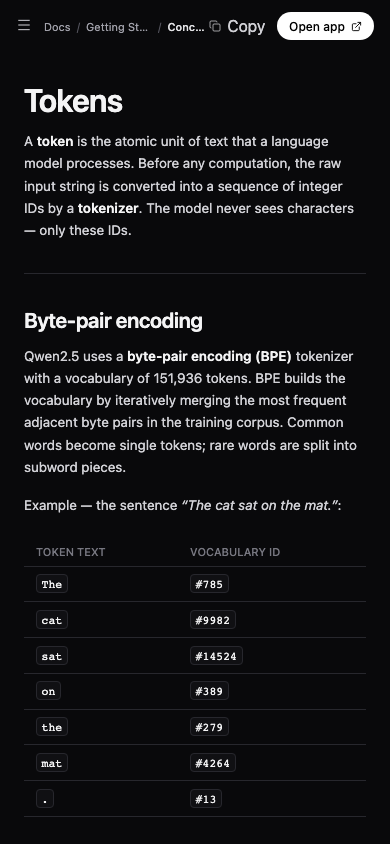 Docs / Getting St... / Conc... Copy Open app
Tokens
A token is the atomic unit of text that a language
model processes. Before any computation, the raw
input string is converted into a sequence of integer
IDs by a tokenizer. The model never sees characters
— only these IDs.
Byte-pair encoding
Qwen2.5 uses a byte-pair encoding (BPE) tokenizer
with a vocabulary of 151,936 tokens. BPE builds the
vocabulary by iteratively merging the most frequent
adjacent byte pairs in the training corpus. Common
words become single tokens; rare words are split into
subword pieces.
Example — the sentence “The cat sat on the mat.”:
TOKEN TEXT VOCABULARY ID
The #785
cat #9982
sat #14524
on #389
the #279
mat #4264
. #13